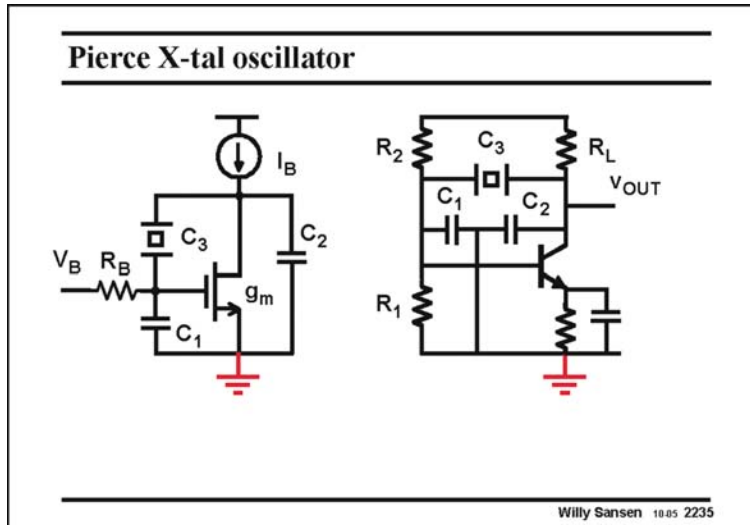 Pierce X-tal oscillator
I_B
C_3
C_2
V_B
R_B
g_m
C_1
R_2
C_3
R_L
v_OUT
C_1
C_2
R_1
Willy Sansen 10-05 2235